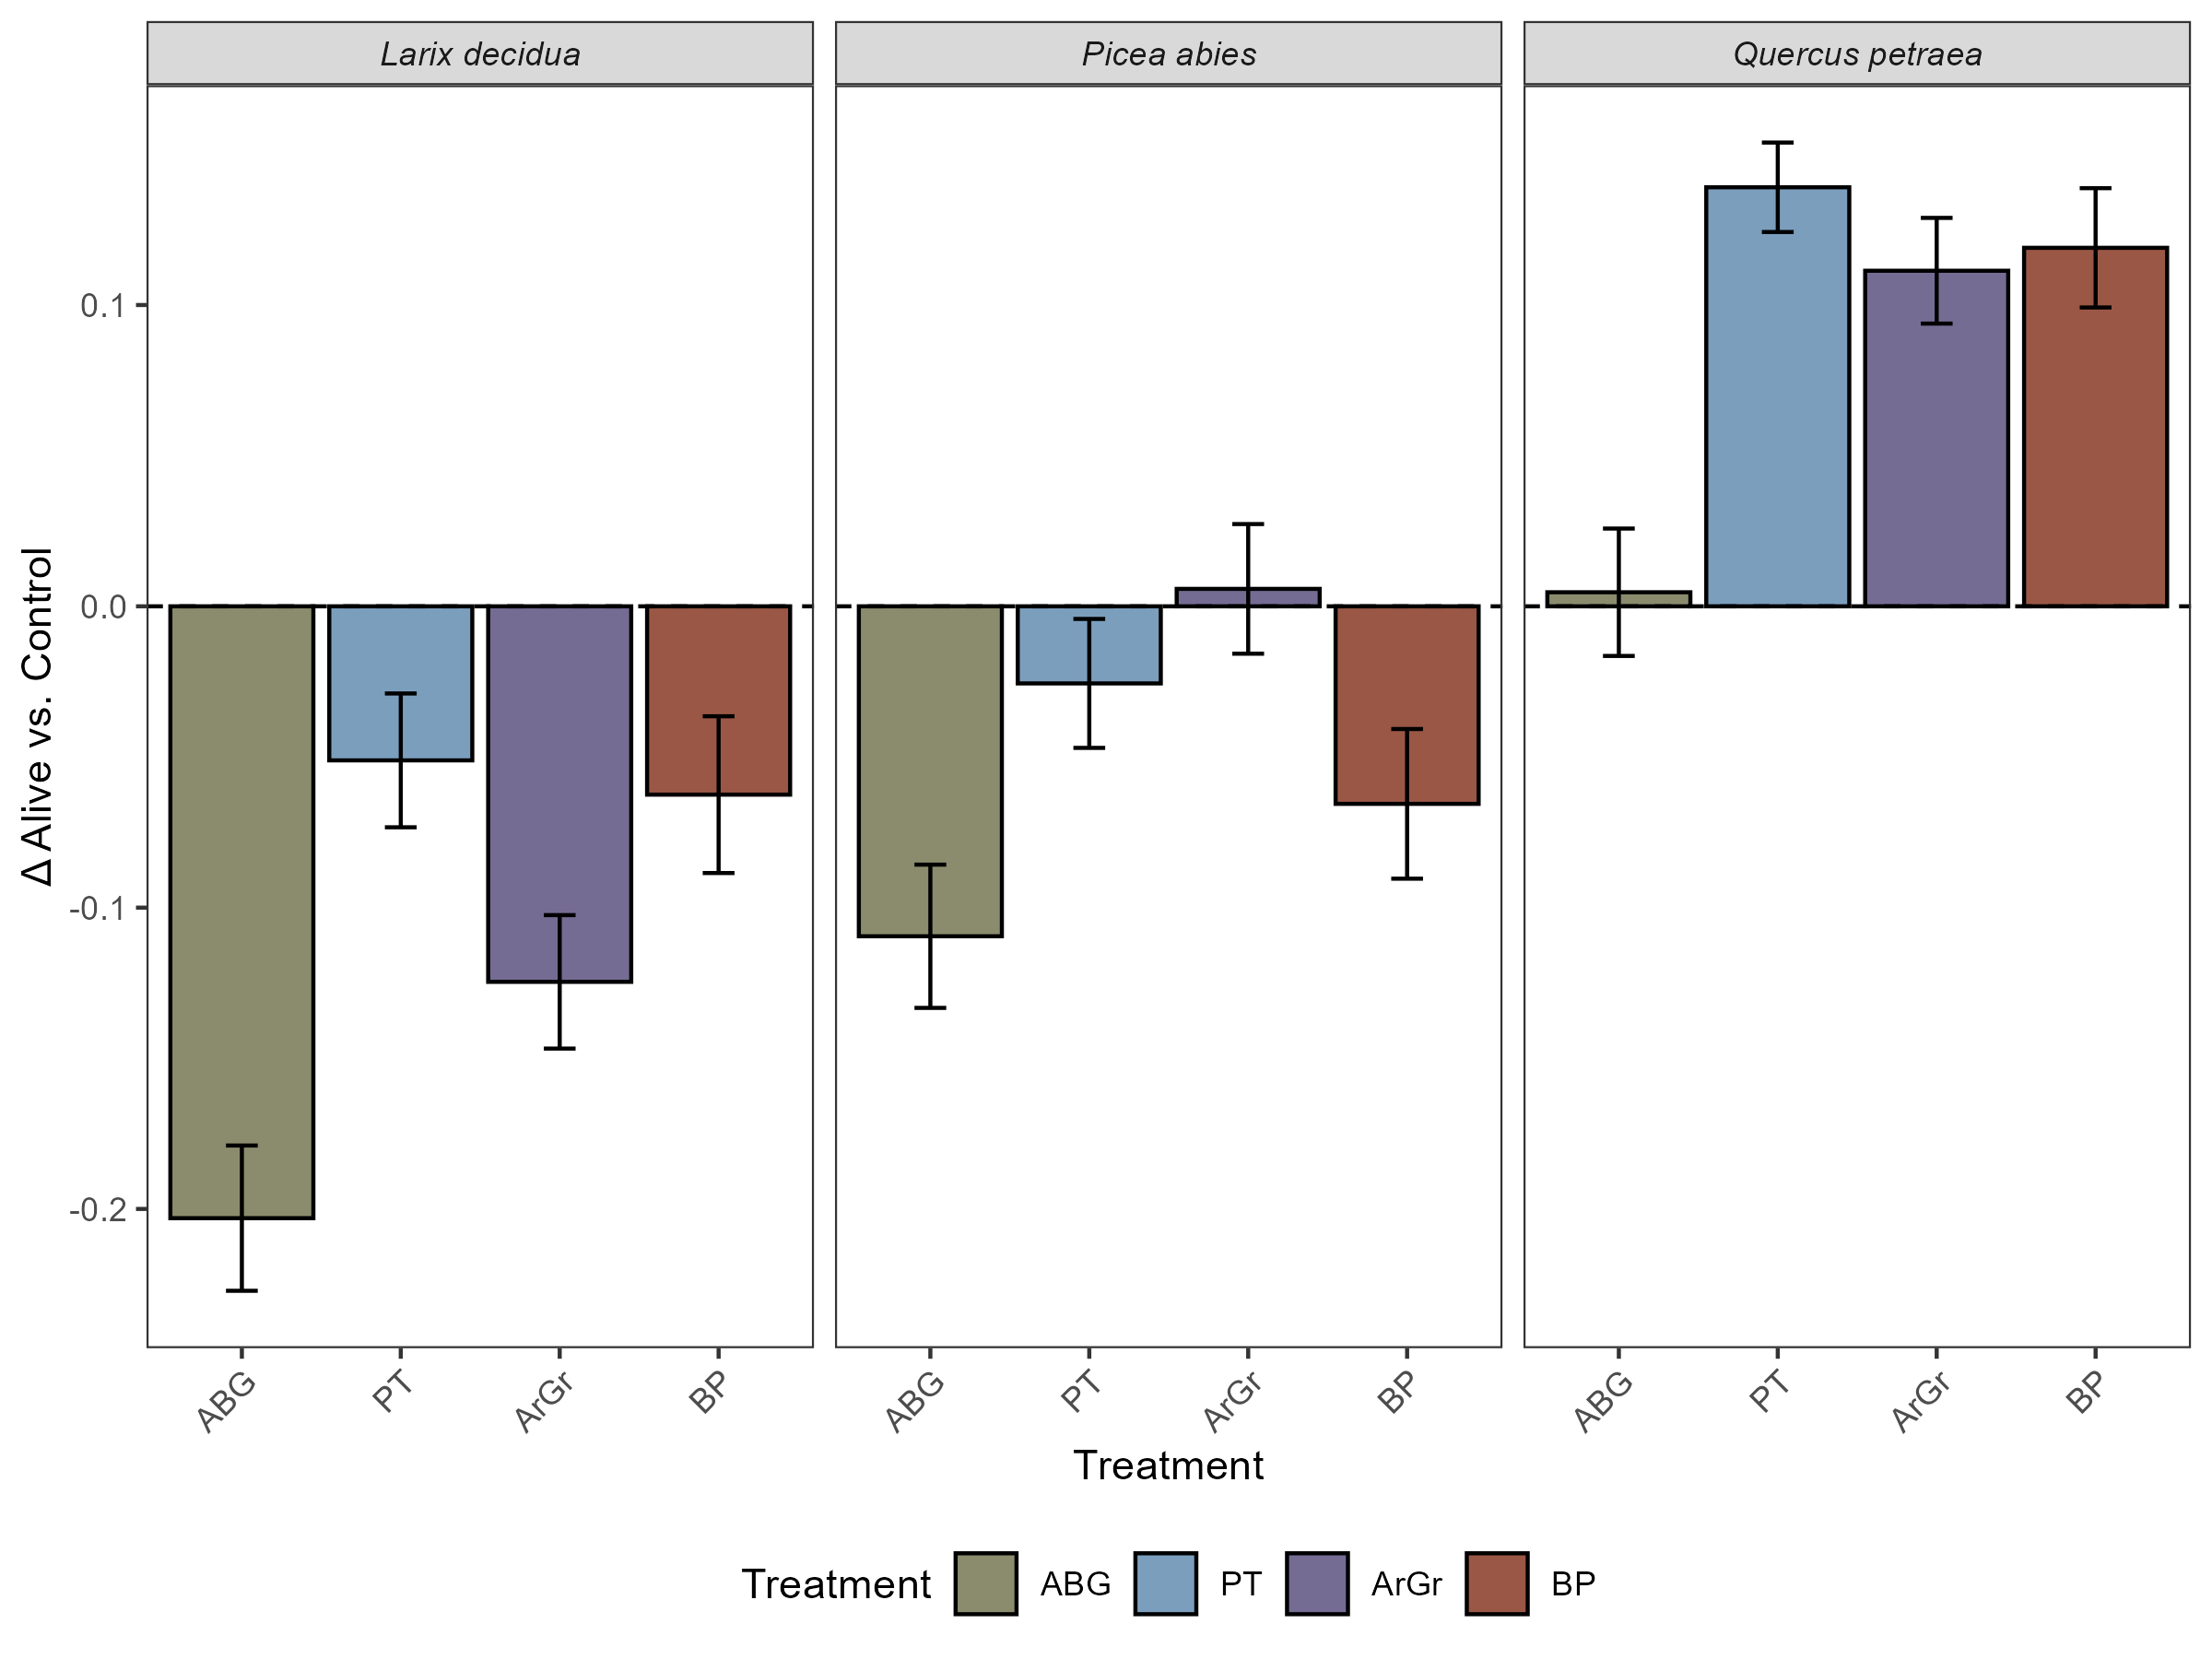 Larix decidua
Picea abies
Quercus petraea
Δ Alive vs. Control
0.1
0.0
-0.1
-0.2
ABG PT ArGr BP
ABG PT ArGr BP
ABG PT ArGr BP
Treatment
Treatment ABG PT ArGr BP